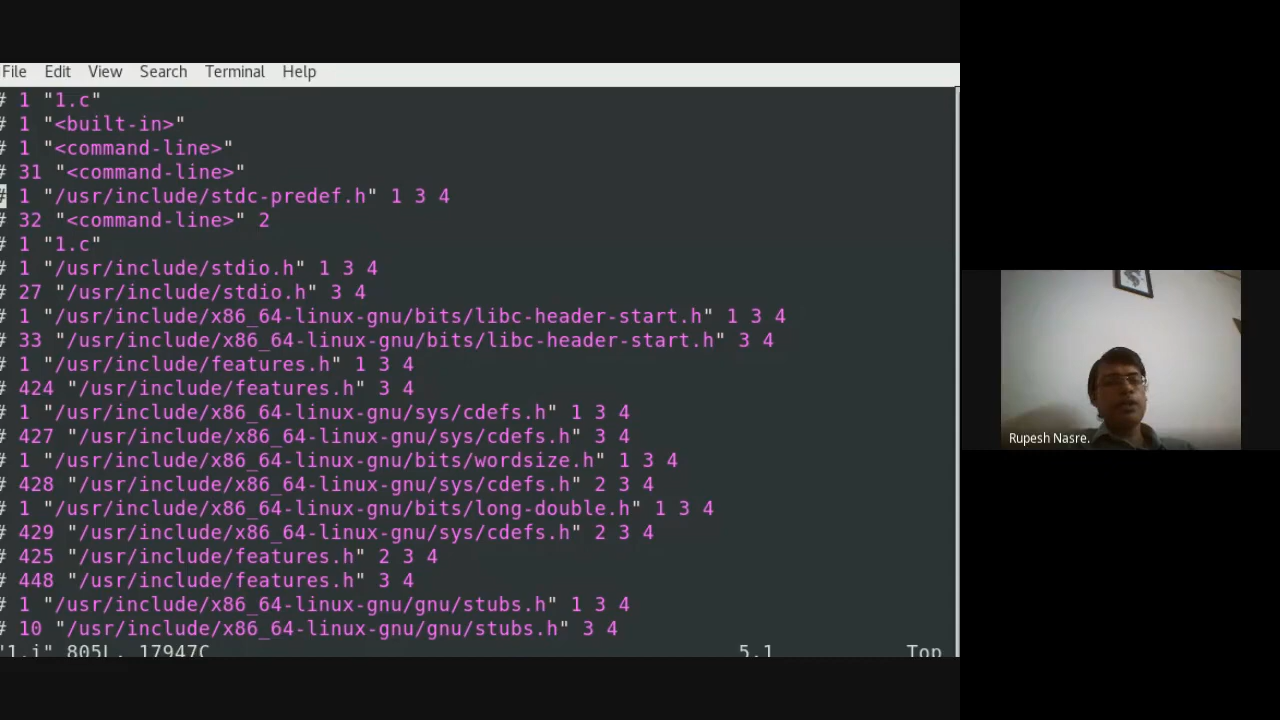 File Edit View Search Terminal Help
# 1 "1.c"
# 1 "<built-in>"
# 1 "<command-line>"
# 31 "<command-line>"
# 1 "/usr/include/stdc-predef.h" 1 3 4
# 32 "<command-line>" 2
# 1 "1.c"
# 1 "/usr/include/stdio.h" 1 3 4
# 27 "/usr/include/stdio.h" 3 4
# 1 "/usr/include/x86_64-linux-gnu/bits/libc-header-start.h" 1 3 4
# 33 "/usr/include/x86_64-linux-gnu/bits/libc-header-start.h" 3 4
# 1 "/usr/include/features.h" 1 3 4
# 424 "/usr/include/features.h" 3 4
# 1 "/usr/include/x86_64-linux-gnu/sys/cdefs.h" 1 3 4
# 427 "/usr/include/x86_64-linux-gnu/sys/cdefs.h" 3 4
# 1 "/usr/include/x86_64-linux-gnu/bits/wordsize.h" 1 3 4
# 428 "/usr/include/x86_64-linux-gnu/sys/cdefs.h" 2 3 4
# 1 "/usr/include/x86_64-linux-gnu/bits/long-double.h" 1 3 4
# 429 "/usr/include/x86_64-linux-gnu/sys/cdefs.h" 2 3 4
# 425 "/usr/include/features.h" 2 3 4
# 448 "/usr/include/features.h" 3 4
# 1 "/usr/include/x86_64-linux-gnu/gnu/stubs.h" 1 3 4
# 10 "/usr/include/x86_64-linux-gnu/gnu/stubs.h" 3 4
"1.i" 805L, 17947C 5,1 Top
Rupesh Nasre.